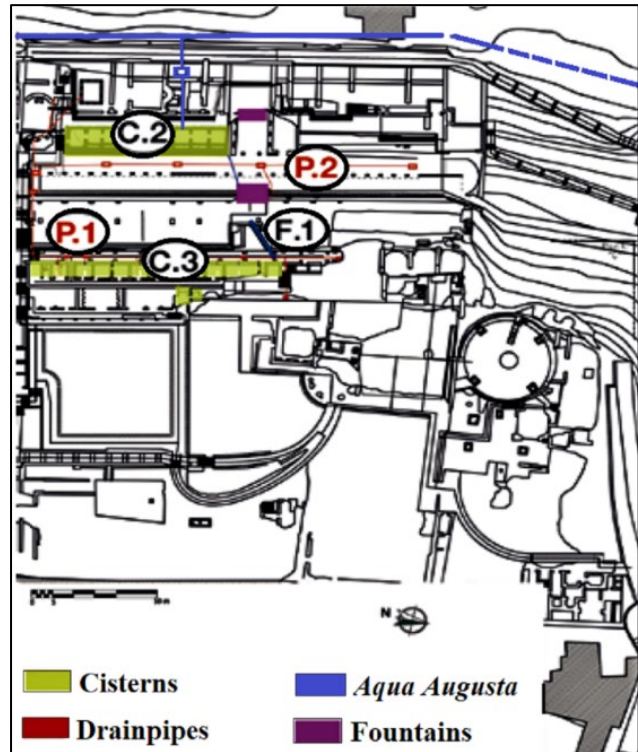 C.2
P.2
P.1
F.1
C.3
N
Cisterns
Aqua Augusta
Drainpipes
Fountains